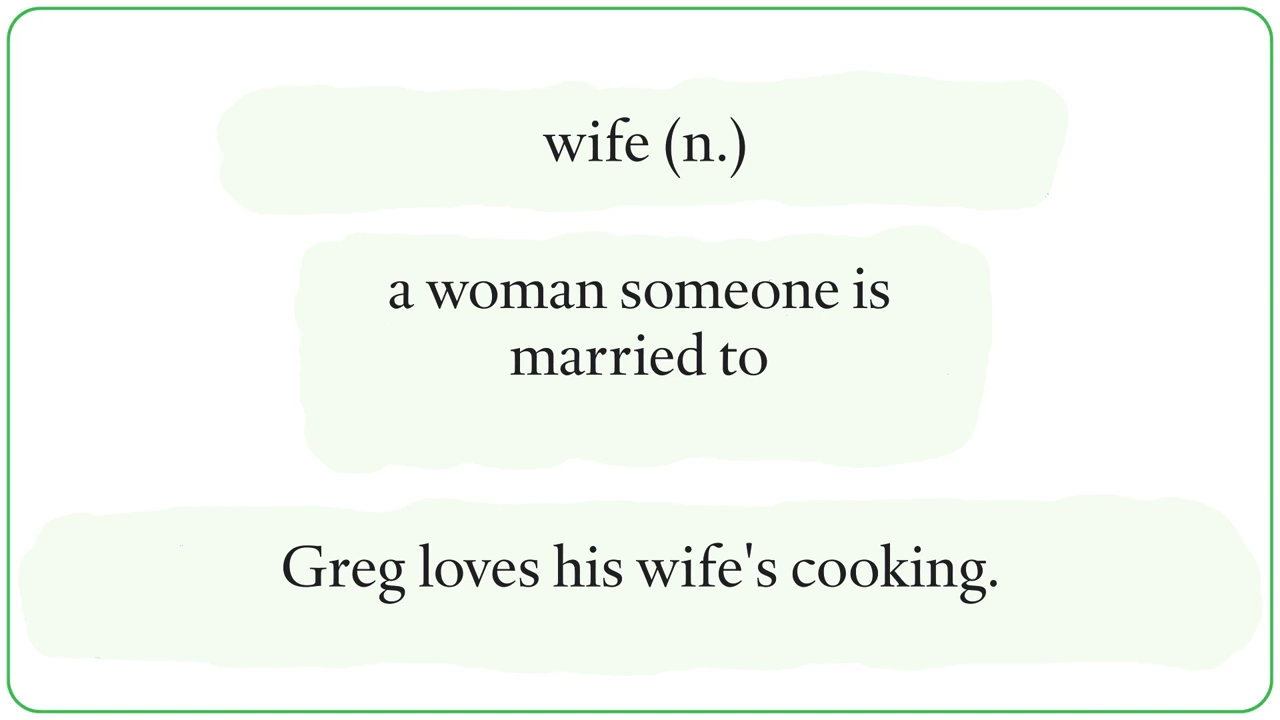 wife (n.)
a woman someone is
married to
Greg loves his wife's cooking.